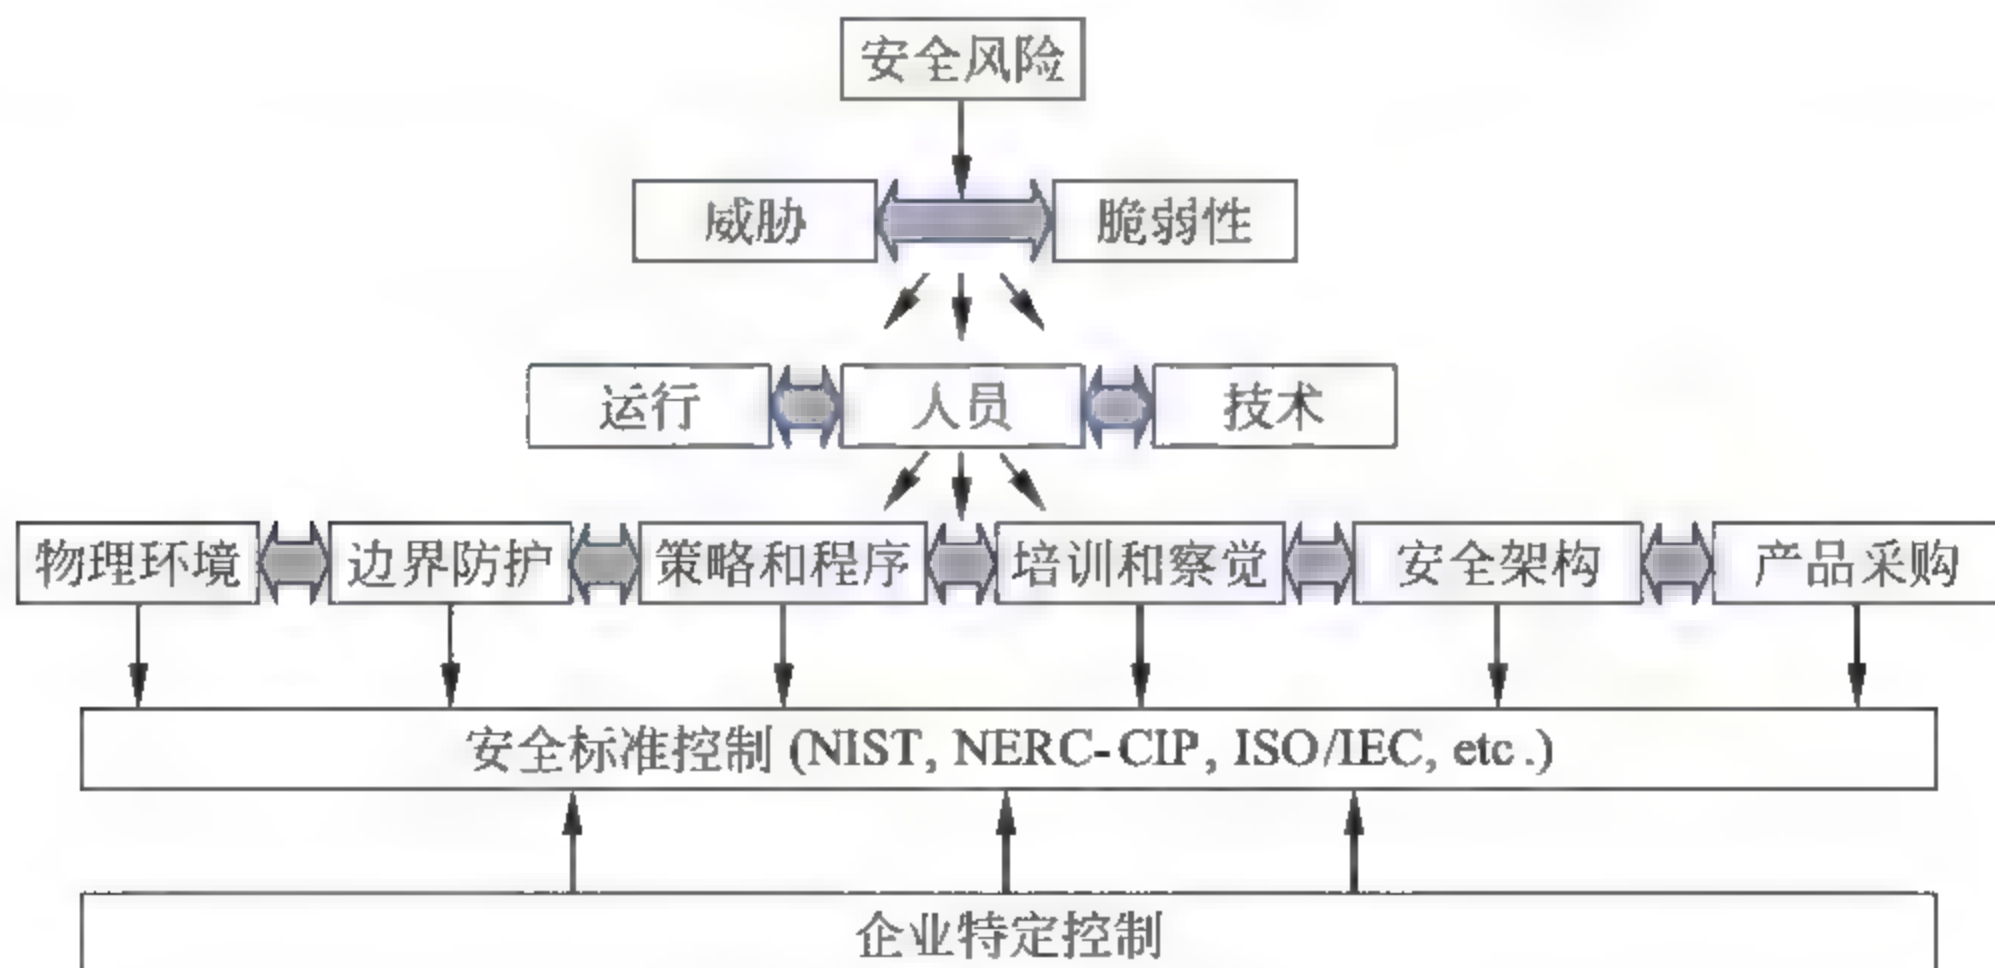 安全风险
威胁 脆弱性
运行 人员 技术
物理环境 边界防护 策略和程序 培训和察觉 安全架构 产品采购
安全标准控制 (NIST, NERC-CIP, ISO/IEC, etc.)
企业特定控制